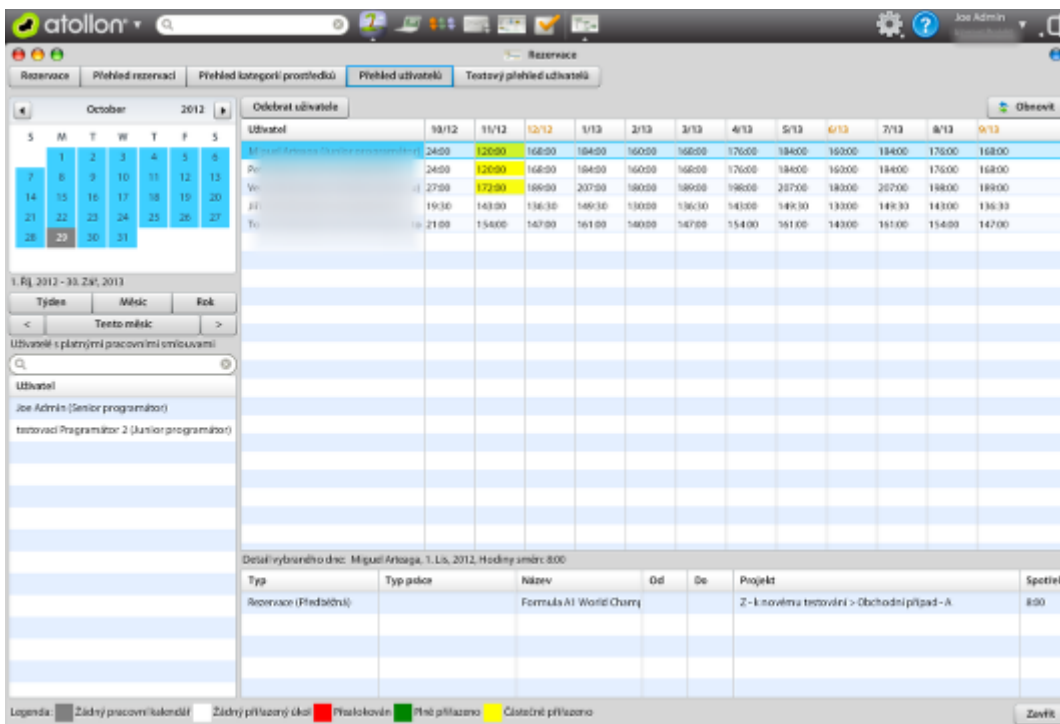 atollon
Joe Admin
Rezervace
Rezervace Přehled rezervací Přehled kategorií prostředků Přehled uživatelů Testový přehled uživatelů
October 2012
S M T W T F S
1 2 3 4 5 6
7 8 9 10 11 12 13
14 15 16 17 18 19 20
21 22 23 24 25 26 27
28 29 30 31
1. Říj, 2012 - 30. Zář, 2013
Týden Měsíc Rok
< Tento měsíc >
Uživatelé s platnými pracovními smlouvami
Uživatel
Joe Admin (Senior programátor)
testovací Pragramátor 2 (Junior programátor)
Odebrat uživatele Obnovit
Uživatel 10/12 11/12 12/12 1/13 2/13 3/13 4/13 5/13 6/13 7/13 8/13 9/13
24:00 120:00 168:00 184:00 160:00 168:00 176:00 184:00 160:00 184:00 176:00 168:00
24:00 120:00 168:00 184:00 160:00 168:00 176:00 184:00 160:00 184:00 176:00 168:00
27:00 172:00 189:00 207:00 180:00 189:00 198:00 207:00 180:00 207:00 198:00 189:00
19:30 143:00 136:30 149:30 130:00 136:30 143:00 149:30 130:00 149:30 143:00 136:30
21:00 154:00 147:00 161:00 140:00 147:00 154:00 161:00 140:00 161:00 154:00 147:00
Detail vybraného dne: Miguel Arteaga, 1. Lis, 2012, Hodiny směn: 8:00
Typ Typ práce Název Od Do Projekt
Rezervace (Předběžná) Formula A1 World Champ Z - k novému testování > Obchodní případ - A 8:00
Legenda: Žádný pracovní kalendář Žádný přiřazený úkol Přealokován Plně přiřazeno Částečně přiřazeno Zavřít